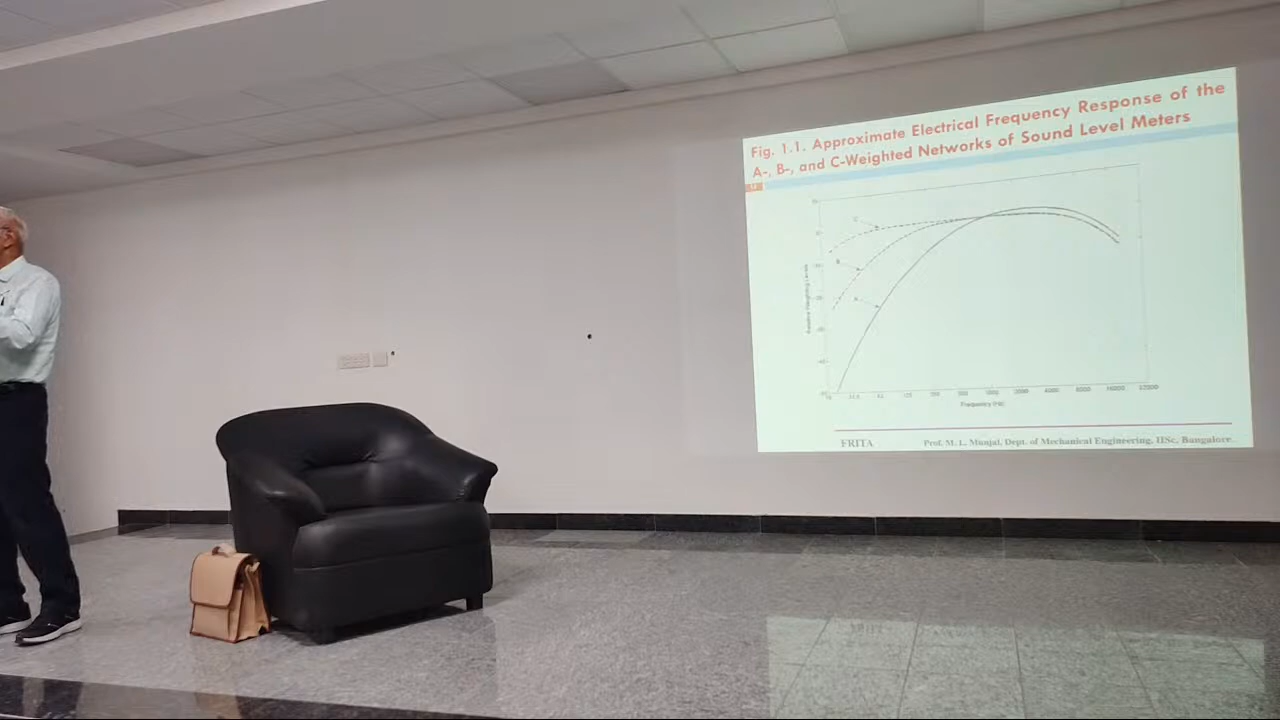 Fig. 1.1. Approximate Electrical Frequency Response of the
A-, B-, and C-Weighted Networks of Sound Level Meters
C
B
A
Frequency (Hz)
FRITA Prof. M. L. Munjal, Dept. of Mechanical Engineering, IISc, Bangalore.